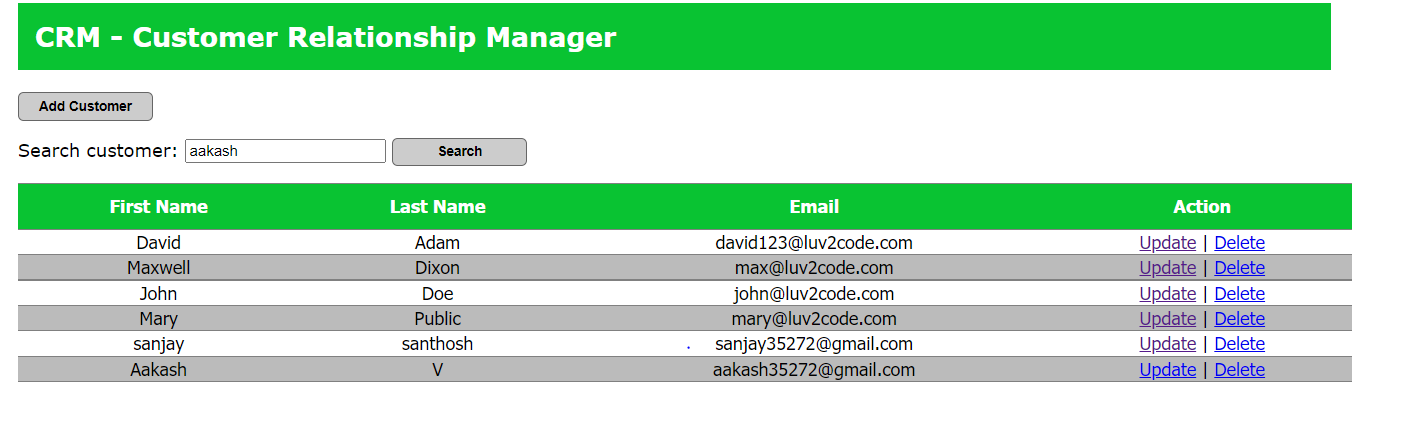 CRM - Customer Relationship Manager
Add Customer
Search customer: aakash Search
First Name Last Name Email Action
David Adam david123@luv2code.com Update | Delete
Maxwell Dixon max@luv2code.com Update | Delete
John Doe john@luv2code.com Update | Delete
Mary Public mary@luv2code.com Update | Delete
sanjay santhosh sanjay35272@gmail.com Update | Delete
Aakash V aakash35272@gmail.com Update | Delete